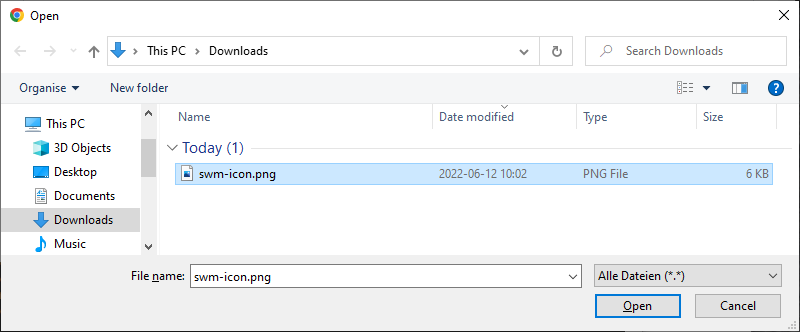 Open
This PC Downloads Search Downloads
Organise New folder ?
This PC
3D Objects
Desktop
Documents
Downloads
Music
Name Date modified Type Size
Today (1)
swm-icon.png 2022-06-12 10:02 PNG File 6 KB
File name: swm-icon.png Alle Dateien (*.*)
Open Cancel